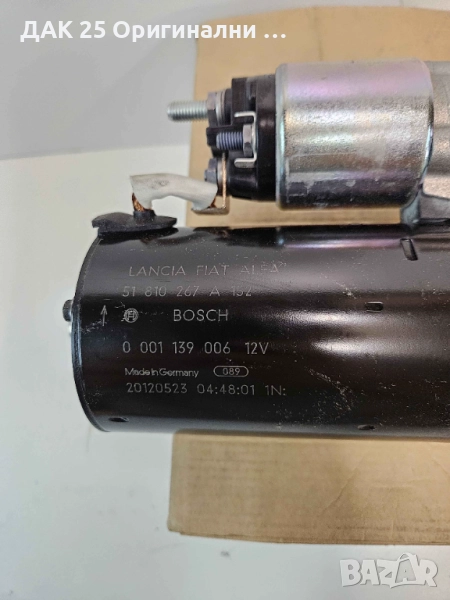 ДАК 25 Оригинални ...
LANCIA FIAT ALFA
51 810 267 A 152
BOSCH
0 001 139 006 12V
Made in Germany 089
20120523 04:48:01 1N:
BAZAR